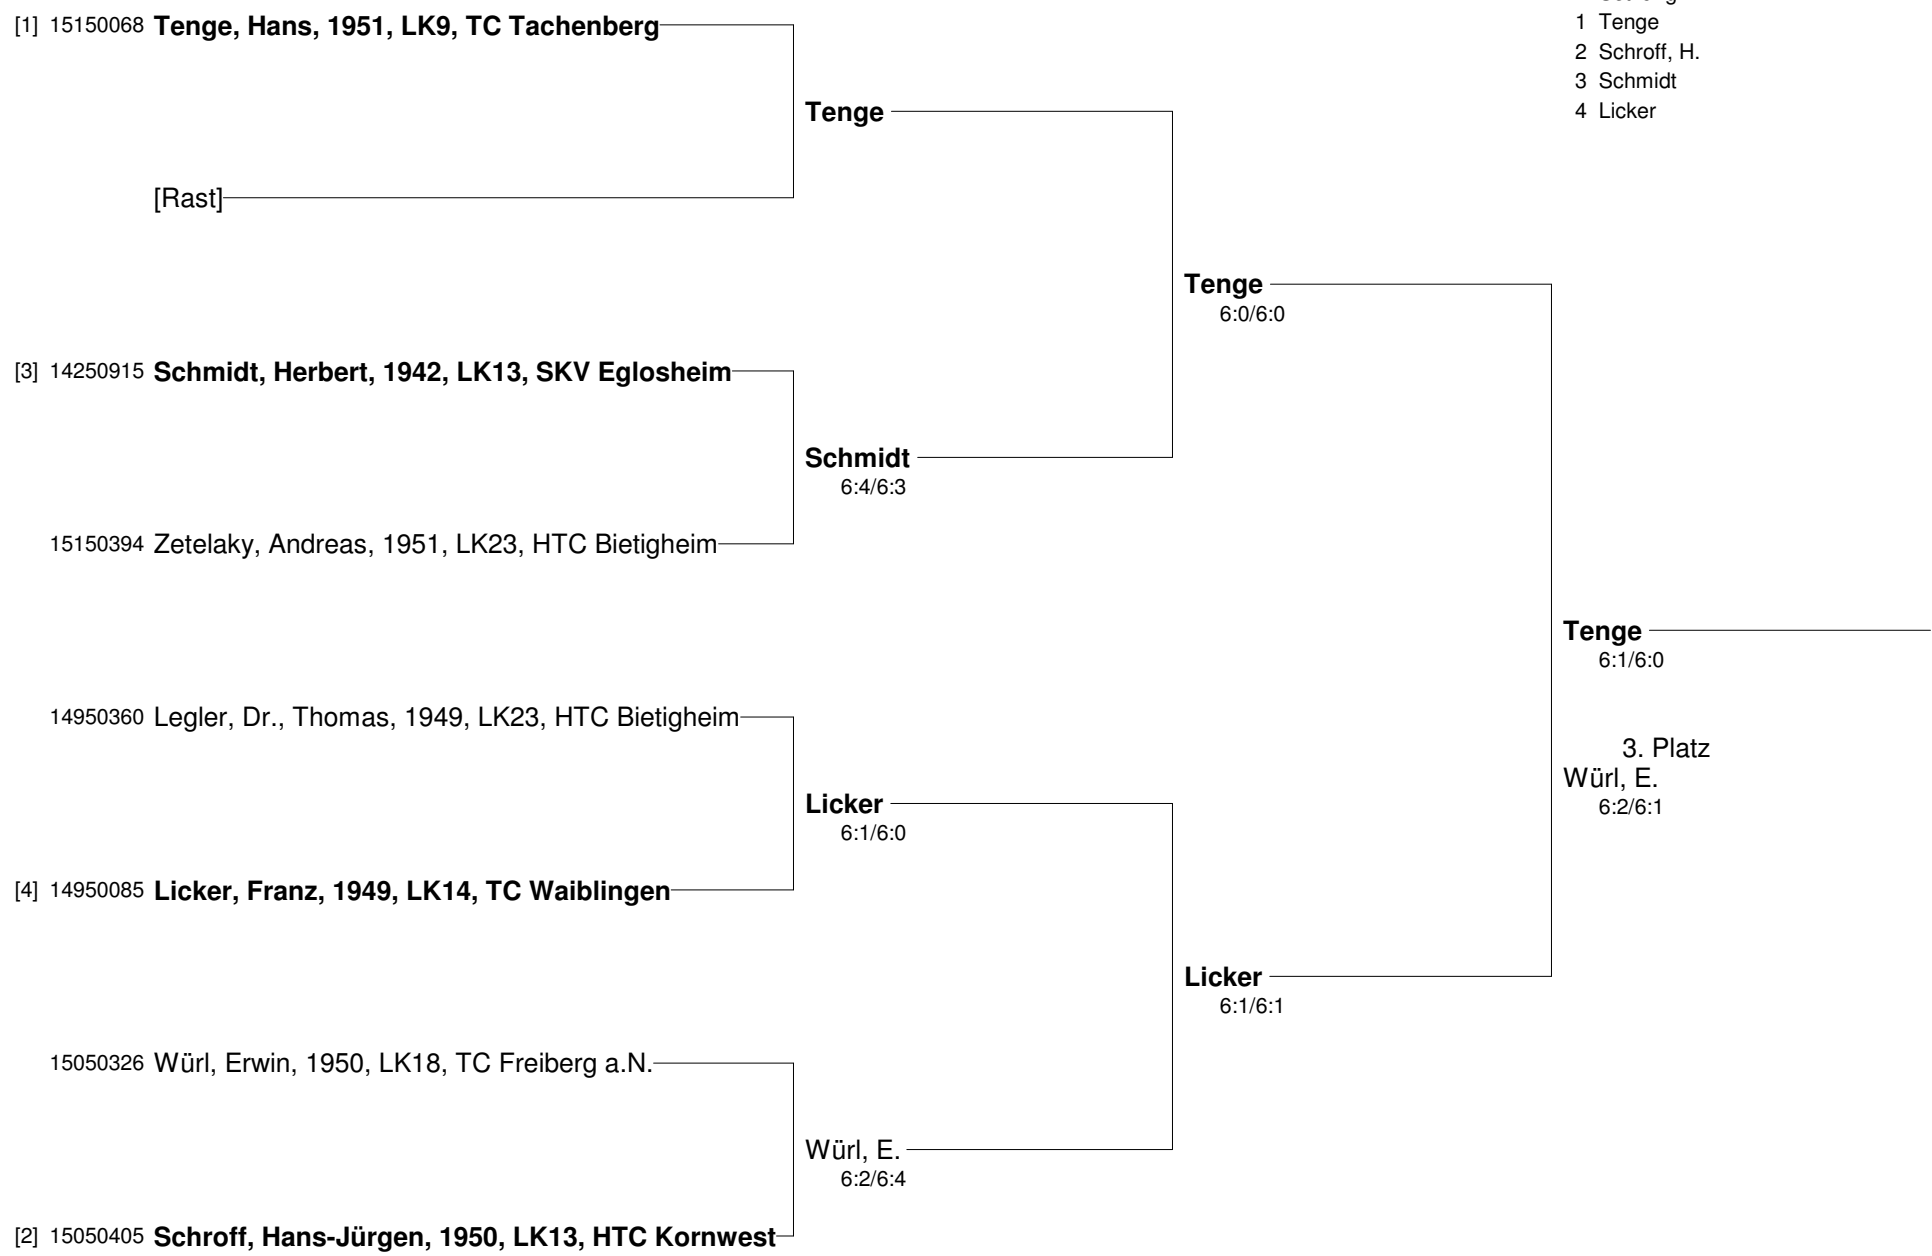 1 Tenge
2 Schroff, H.
3 Schmidt
4 Licker
[1] 15150068 Tenge, Hans, 1951, LK9, TC Tachenberg
Tenge
[Rast]
Tenge
6:0/6:0
[3] 14250915 Schmidt, Herbert, 1942, LK13, SKV Eglosheim
Schmidt
6:4/6:3
15150394 Zetelaky, Andreas, 1951, LK23, HTC Bietigheim
Tenge
6:1/6:0
14950360 Legler, Dr., Thomas, 1949, LK23, HTC Bietigheim
3. Platz
Würl, E.
6:2/6:1
Licker
6:1/6:0
[4] 14950085 Licker, Franz, 1949, LK14, TC Waiblingen
Licker
6:1/6:1
15050326 Würl, Erwin, 1950, LK18, TC Freiberg a.N.
Würl, E.
6:2/6:4
[2] 15050405 Schroff, Hans-Jürgen, 1950, LK13, HTC Kornwest